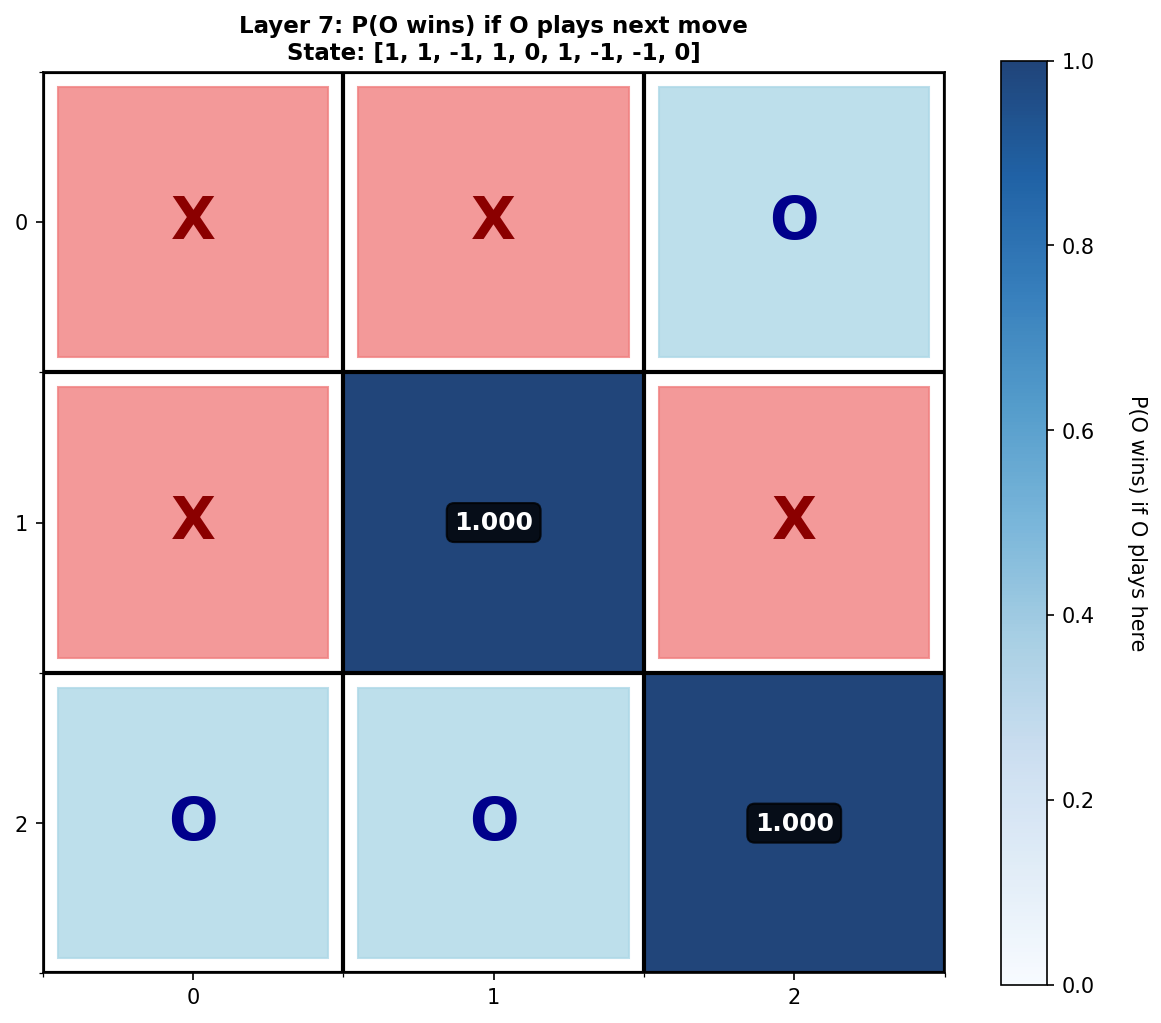 Layer 7: P(O wins) if O plays next move
State: [1, 1, -1, 1, 0, 1, -1, -1, 0]
0
X
X
O
1
X
1.000
X
2
O
O
1.000
0
1
2
1.0
0.8
0.6
0.4
0.2
0.0
P(O wins) if O plays here